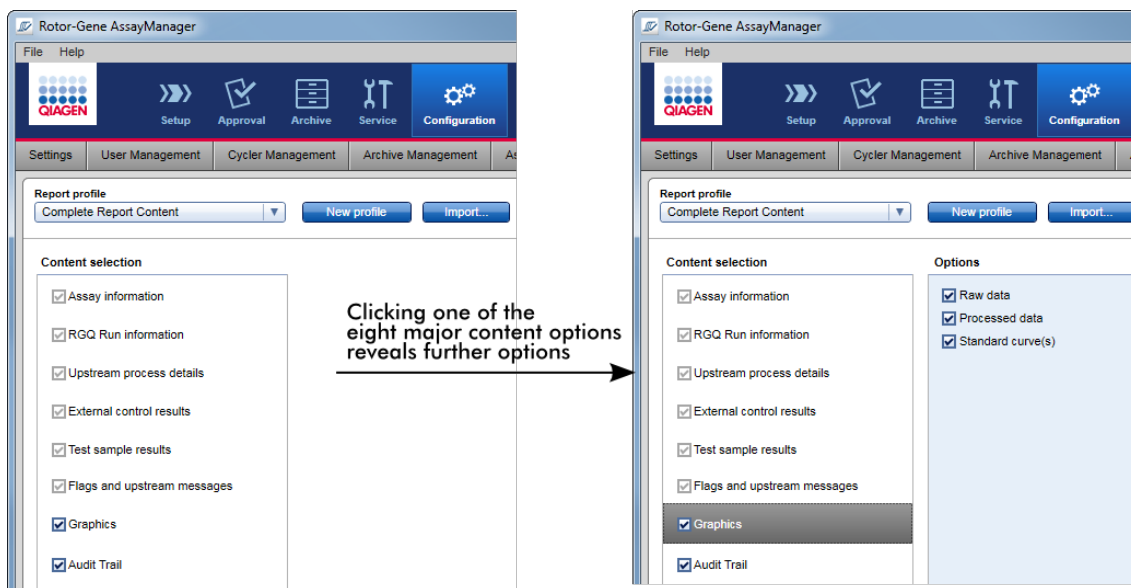 Rotor-Gene AssayManager
File Help
QIAGEN
Setup Approval Archive Service Configuration
Settings User Management Cycler Management Archive Management As
Report profile
Complete Report Content New profile Import...
Content selection
Assay information
RGQ Run information
Upstream process details
External control results
Test sample results
Flags and upstream messages
Graphics
Audit Trail
Clicking one of the
eight major content options
reveals further options
Rotor-Gene AssayManager
File Help
QIAGEN
Setup Approval Archive Service Configuration
Settings User Management Cycler Management Archive Management
Report profile
Complete Report Content New profile Import...
Content selection Options
Assay information Raw data
Processed data
RGQ Run information Standard curve(s)
Upstream process details
External control results
Test sample results
Flags and upstream messages
Graphics
Audit Trail